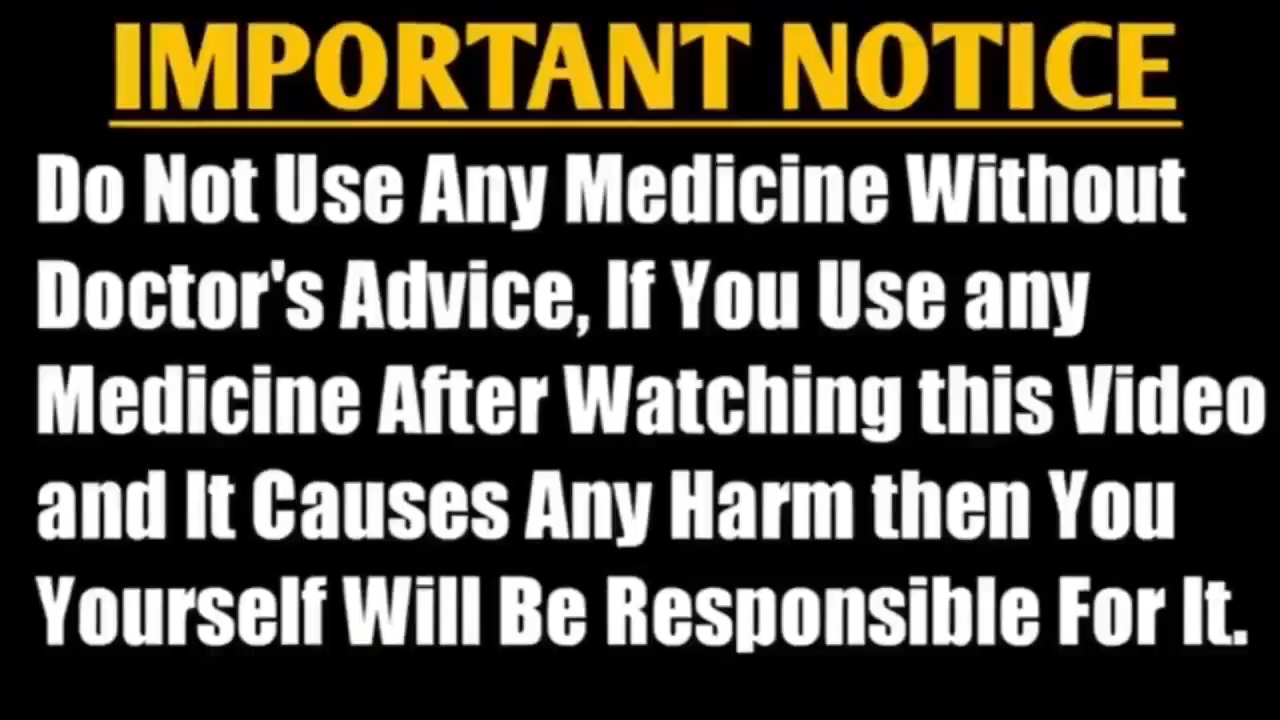 IMPORTANT NOTICE
Do Not Use Any Medicine Without
Doctor's Advice, If You Use any
Medicine After Watching this Video
and It Causes Any Harm then You
Yourself Will Be Responsible For It.